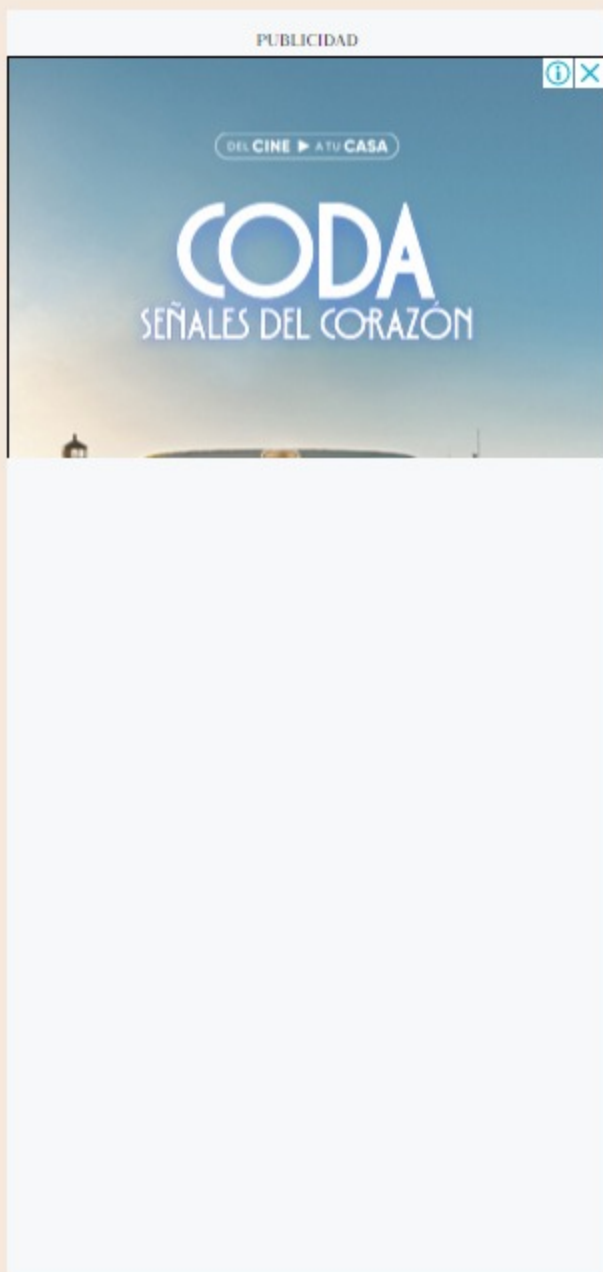 PUBLICIDAD
DEL CINE ▶ A TU CASA
CODA
SEÑALES DEL CORAZÓN